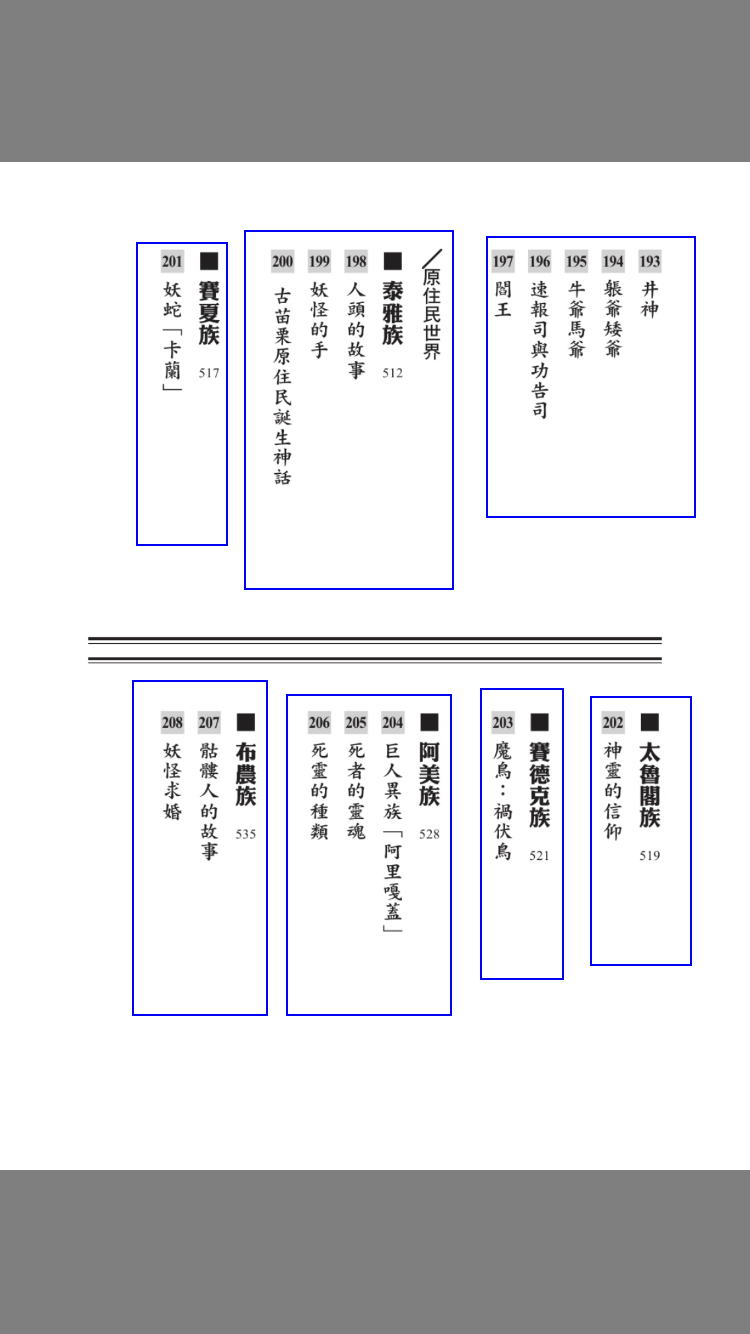 193 井神
194 躼爺矮爺
195 牛爺馬爺
196 速報司與功告司
197 閻王
／原住民世界
■泰雅族 512
198 人頭的故事
199 妖怪的手
200 古苗栗原住民誕生神話
■賽夏族 517
201 妖蛇「卡蘭」
■太魯閣族 519
202 神靈的信仰
■賽德克族 521
203 魔鳥：禍伏鳥
■阿美族 528
204 巨人異族「阿里嘎蓋」
205 死者的靈魂
206 死靈的種類
■布農族 535
207 骷髏人的故事
208 妖怪求婚